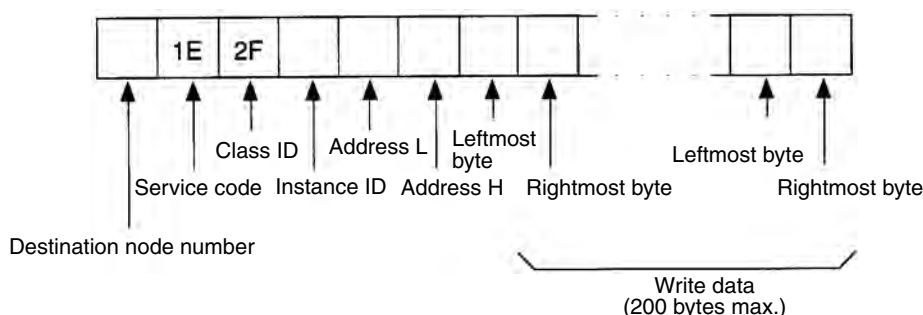 1E 2F
Class ID
Address L
Leftmost
byte
Leftmost byte
Service code
Instance ID
Address H
Rightmost byte
Rightmost byte
Destination node number
Write data
(200 bytes max.)